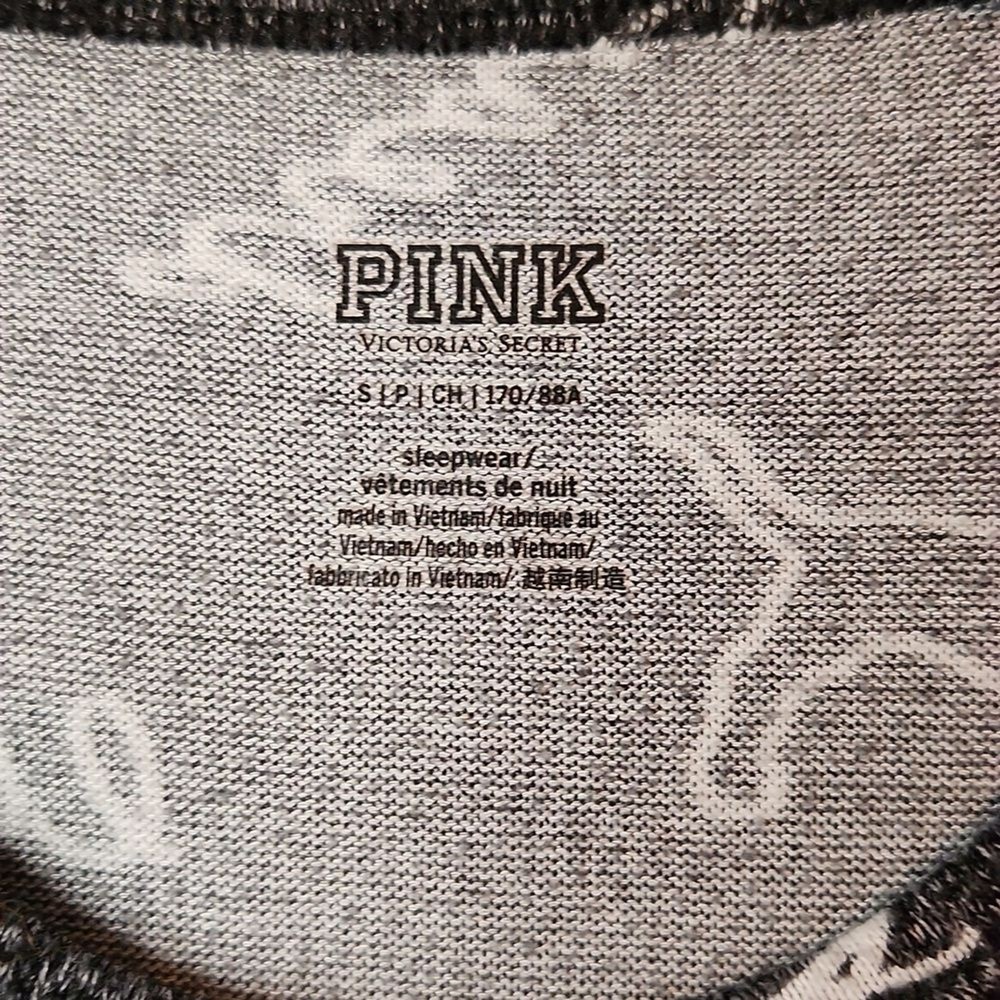 PINK
VICTORIA'S SECRET
S | P | CH | 170/88A
sleepwear/
vêtements de nuit
made in Vietnam/fabriqué au
Vietnam/hecho en Vietnam/
fabbricato in Vietnam/越南制造